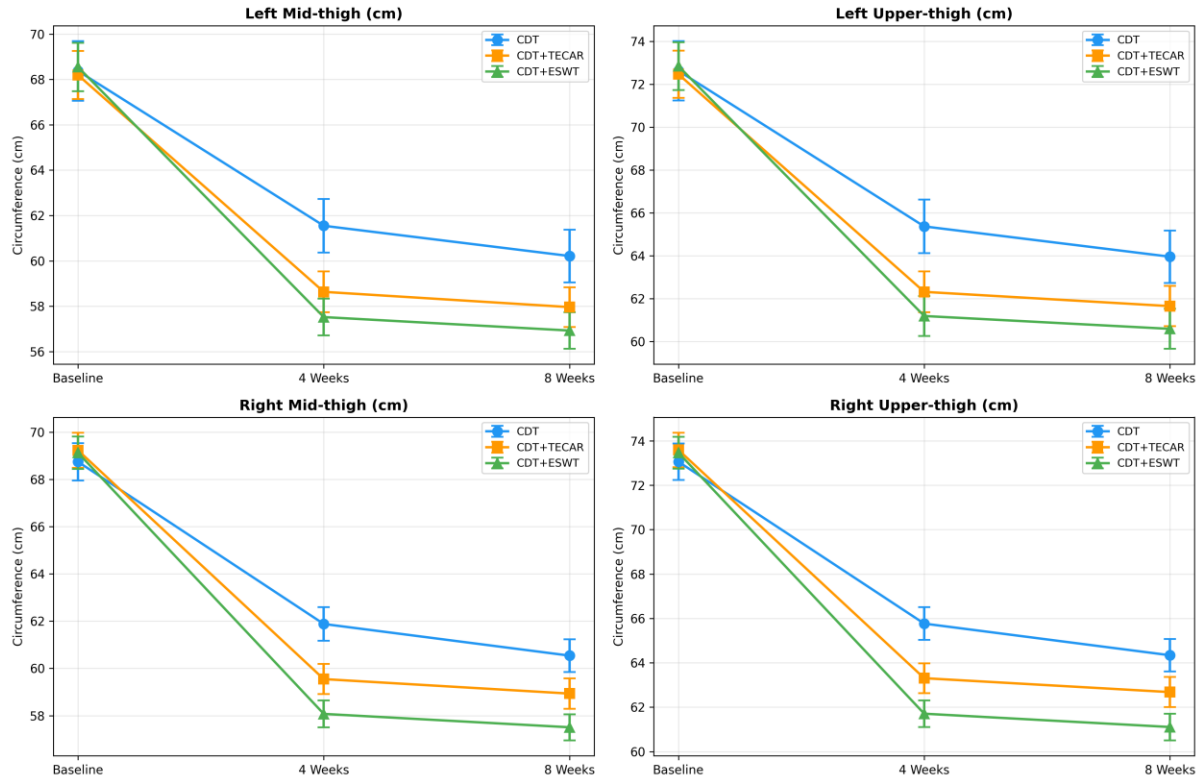 Left Mid-thigh (cm)
70
68
66
64
62
60
58
56
Circumference (cm)
Baseline
4 Weeks
8 Weeks
CDT
CDT+TECAR
CDT+ESWT
Left Upper-thigh (cm)
74
72
70
68
66
64
62
60
Circumference (cm)
Baseline
4 Weeks
8 Weeks
CDT
CDT+TECAR
CDT+ESWT
Right Mid-thigh (cm)
70
68
66
64
62
60
58
Circumference (cm)
Baseline
4 Weeks
8 Weeks
CDT
CDT+TECAR
CDT+ESWT
Right Upper-thigh (cm)
74
72
70
68
66
64
62
60
Circumference (cm)
Baseline
4 Weeks
8 Weeks
CDT
CDT+TECAR
CDT+ESWT